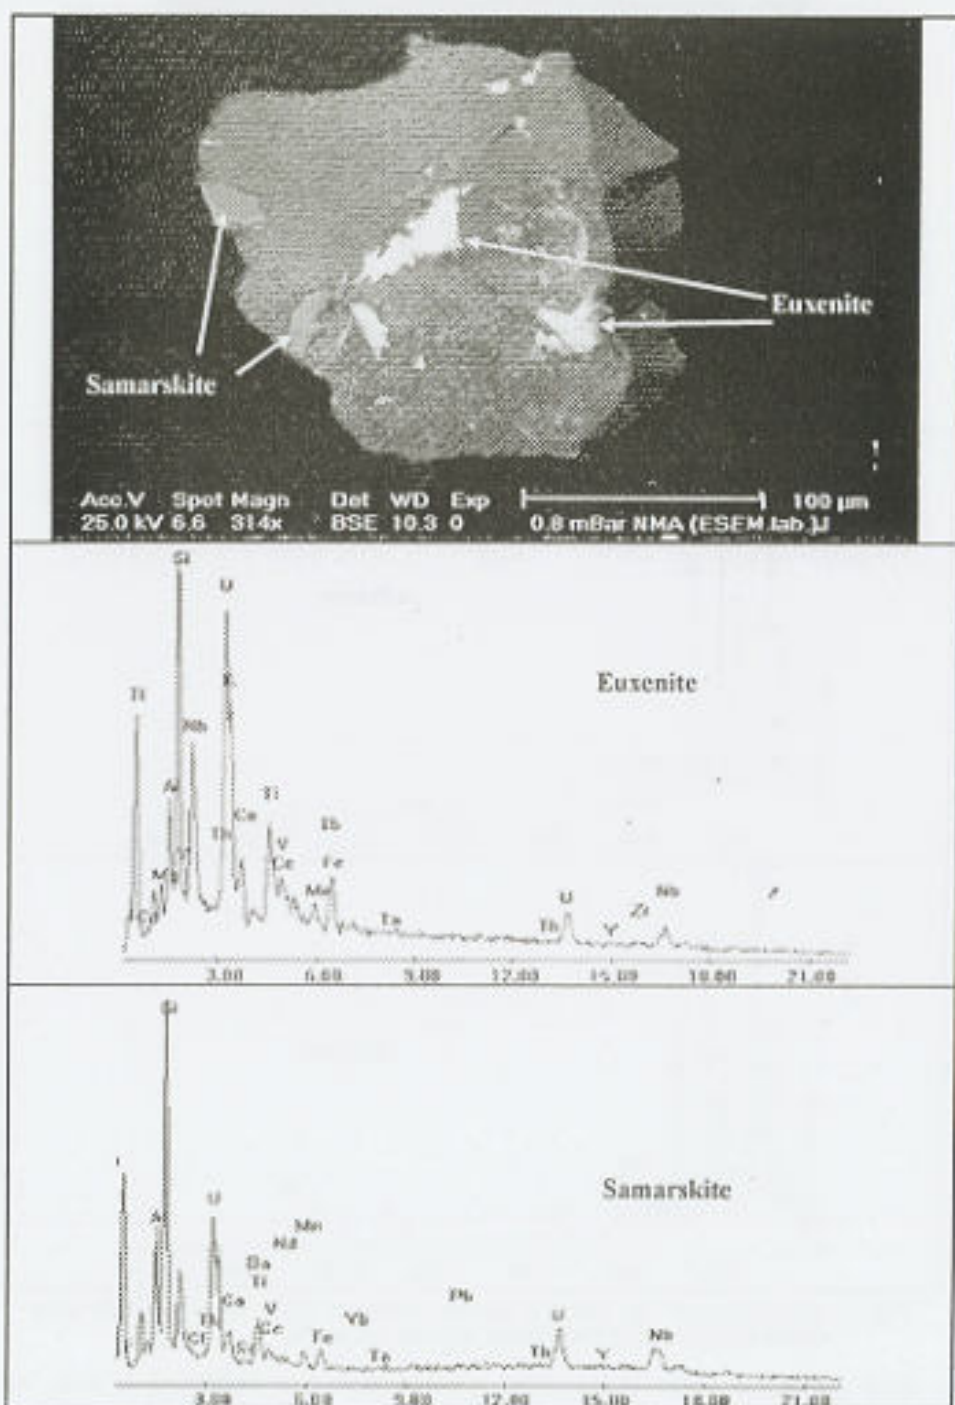 Euxenite
Samarskite
Acc.V Spot Magn Det WD Exp 100 µm
25.0 kV 6.6 314x BSE 10.3 0 0.8 mBar NMA (ESEM lab)
Si
U
Euxenite
K
Ti
Nb
Al
Ca
Ti
Th
V
Ce
Fe
Mn
U
Nb
Zr
Ta
Th
Y
3.00 6.00 9.00 12.00 15.00 18.00 21.00
Si
Samarskite
U
Mn
Nd
Ba
Ti
Pb
Ca
V
Yb
U
Th
Cl
Ce
Fe
Ta
Th
Y
Nb
3.00 6.00 9.00 12.00 15.00 18.00 21.00